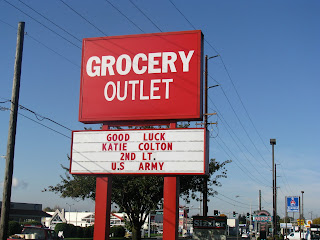 GROCERY
OUTLET
GOOD LUCK
KATIE COLTON
2ND LT.
U.S ARMY